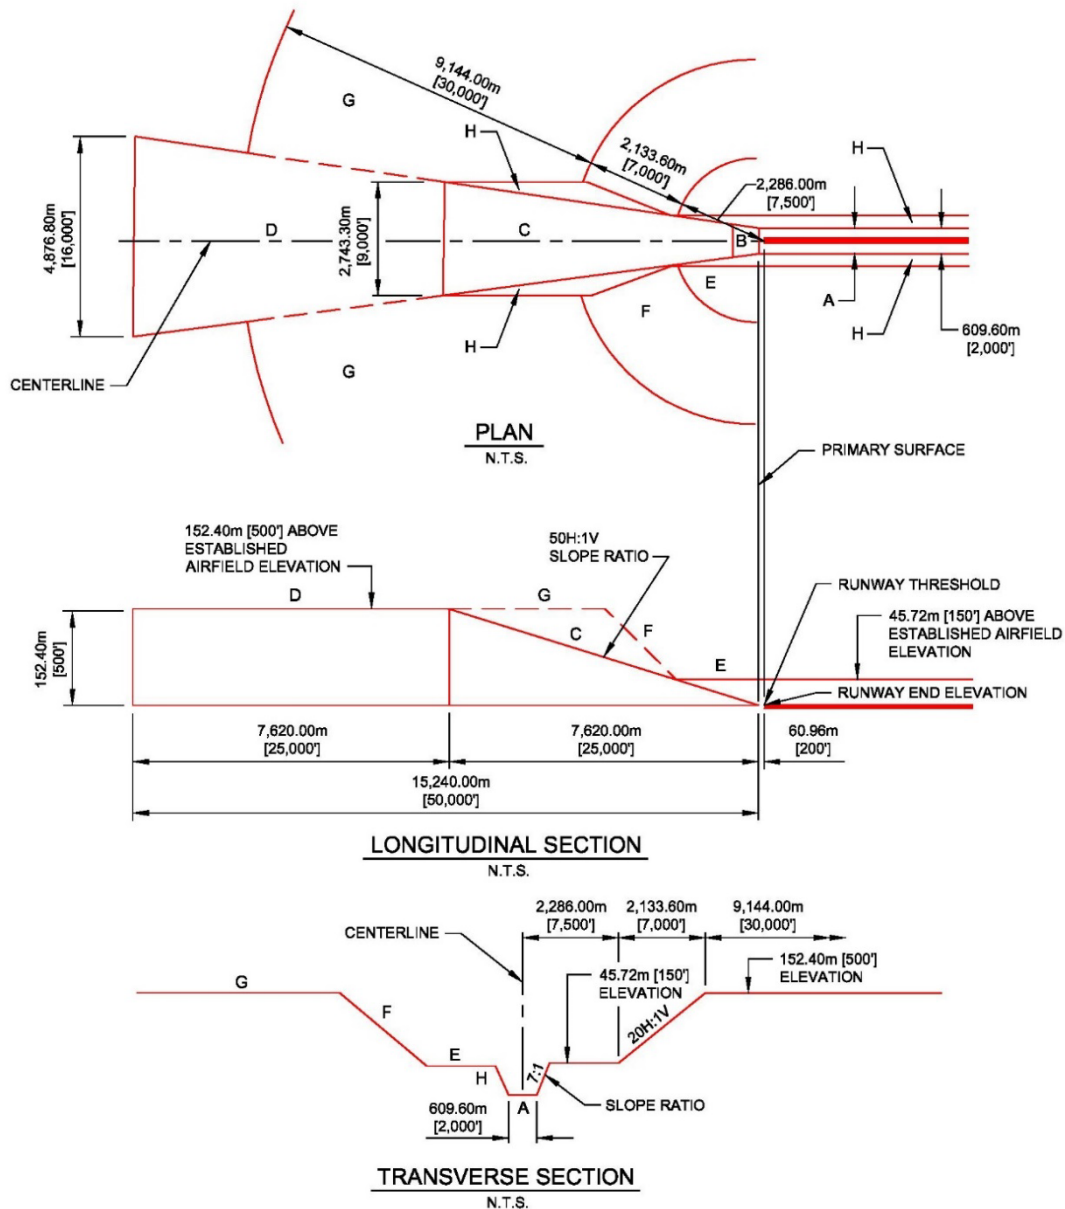 9,144.00m
[30,000']
G
H
2,133.60m
[7,000']
H
2,286.00m
[7,500']
4,876.80m
[16,000']
D
2,743.30m
[9,000']
C
B
E
A
F
H
H
609.60m
[2,000']
G
CENTERLINE
PLAN
N.T.S.
PRIMARY SURFACE
152.40m [500'] ABOVE
ESTABLISHED
AIRFIELD ELEVATION
50H:1V
SLOPE RATIO
D
G
C
F
E
RUNWAY THRESHOLD
45.72m [150'] ABOVE
ESTABLISHED AIRFIELD
ELEVATION
RUNWAY END ELEVATION
152.40m
[500']
7,620.00m
[25,000']
7,620.00m
[25,000']
60.96m
[200']
15,240.00m
[50,000']
LONGITUDINAL SECTION
N.T.S.
CENTERLINE
2,286.00m
[7,500']
2,133.60m
[7,000']
9,144.00m
[30,000']
G
45.72m [150']
ELEVATION
152.40m [500']
ELEVATION
F
20H:1V
E
H
7:1
A
SLOPE RATIO
609.60m
[2,000']
TRANSVERSE SECTION
N.T.S.